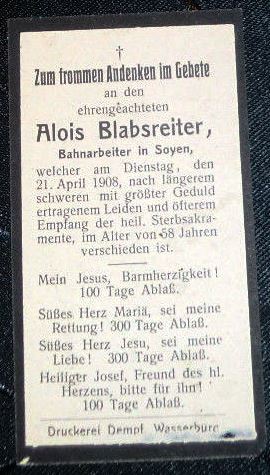 †
Zum frommen Andenken im Gebete
an den
ehrengeachteten
Alois Blabsreiter,
Bahnarbeiter in Soyen,
welcher am Dienstag, den
21. April 1908, nach längerem
schweren mit größter Geduld
ertragenem Leiden und öfterem
Empfang der heil. Sterbsakra-
mente, im Alter von 58 Jahren
verschieden ist.
Mein Jesus, Barmherzigkeit!
100 Tage Ablaß.
Süßes Herz Mariä, sei meine
Rettung! 300 Tage Ablaß.
Süßes Herz Jesu, sei meine
Liebe! 300 Tage Ablaß.
Heiliger Josef, Freund des hl.
Herzens, bitte für ihn!
100 Tage Ablaß.
Druckerei Dempf Wasserburg